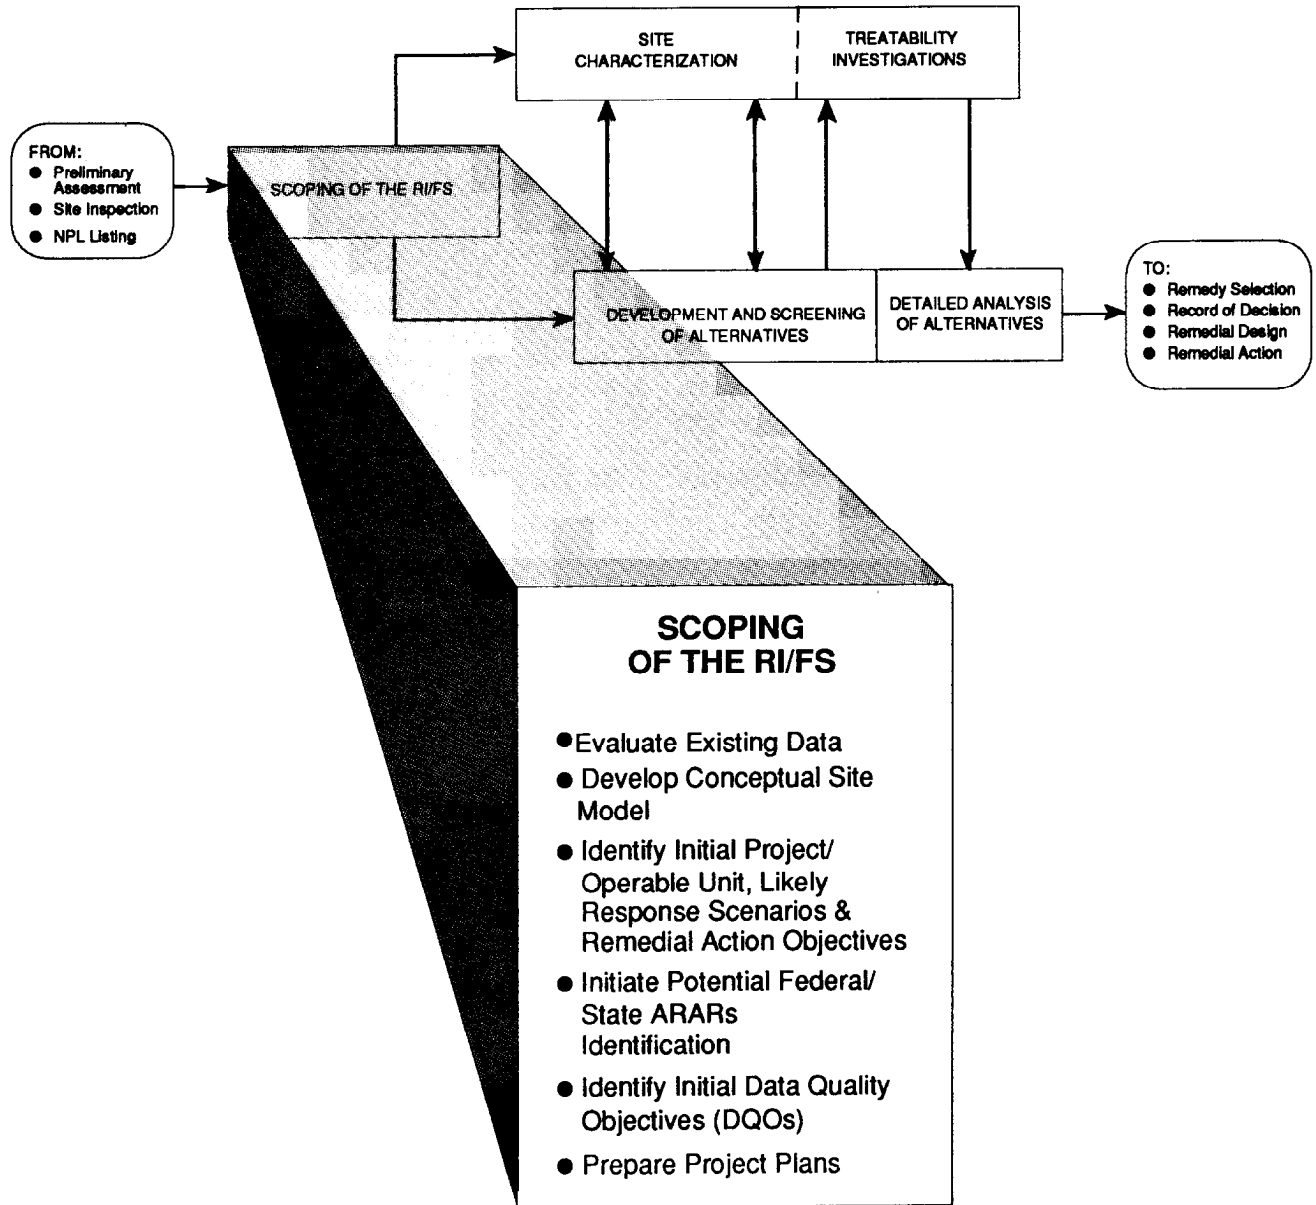 SITE
CHARACTERIZATION
TREATABILITY
INVESTIGATIONS
FROM:
● Preliminary
Assessment
● Site Inspection
● NPL Listing
SCOPING OF THE RI/FS
DEVELOPMENT AND SCREENING
OF ALTERNATIVES
DETAILED ANALYSIS
OF ALTERNATIVES
TO:
● Remedy Selection
● Record of Decision
● Remedial Design
● Remedial Action
SCOPING
OF THE RI/FS
● Evaluate Existing Data
● Develop Conceptual Site
Model
● Identify Initial Project/
Operable Unit, Likely
Response Scenarios &
Remedial Action Objectives
● Initiate Potential Federal/
State ARARs
Identification
● Identify Initial Data Quality
Objectives (DQOs)
● Prepare Project Plans